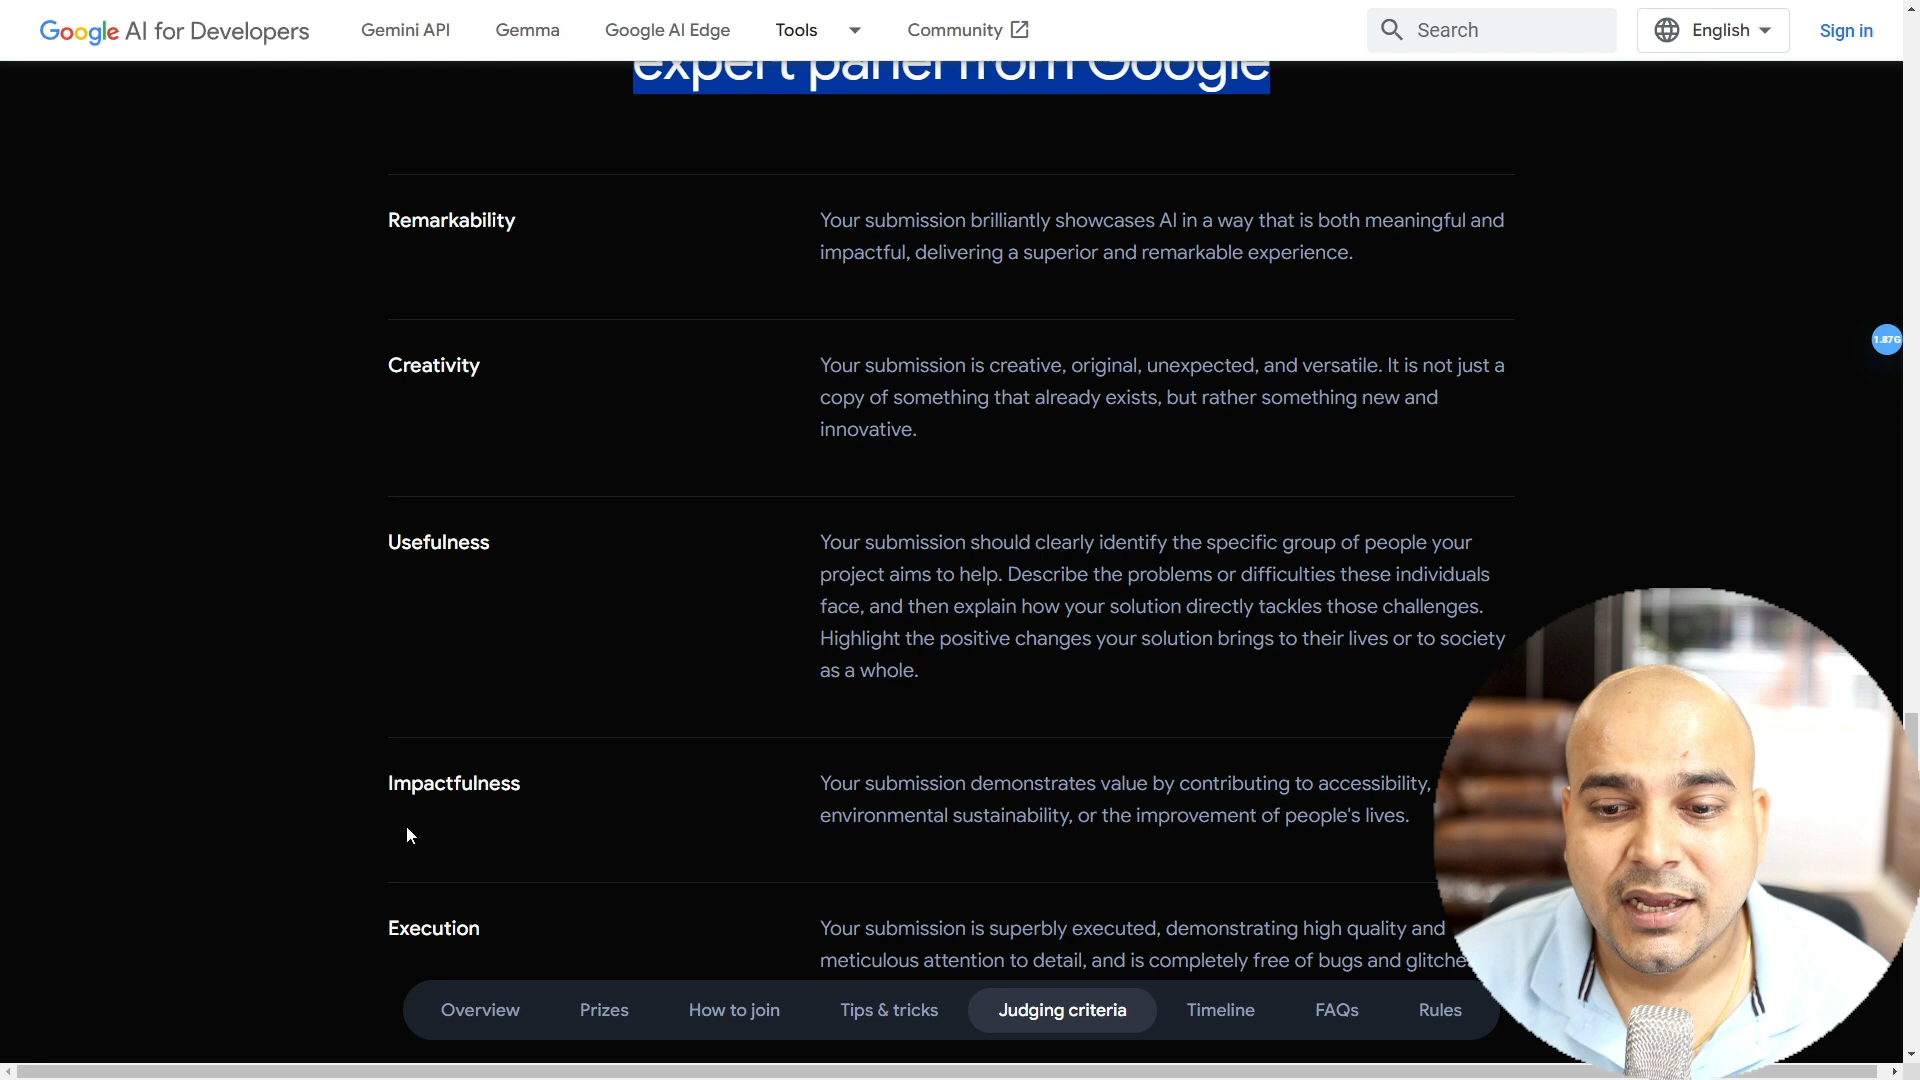 Google AI for Developers
Gemini API
Gemma
Google AI Edge
Tools
Community
Search
English
Sign in
expert panel from Google
Remarkability
Your submission brilliantly showcases AI in a way that is both meaningful and
impactful, delivering a superior and remarkable experience.
Creativity
Your submission is creative, original, unexpected, and versatile. It is not just a
copy of something that already exists, but rather something new and
innovative.
1.87G
Usefulness
Your submission should clearly identify the specific group of people your
project aims to help. Describe the problems or difficulties these individuals
face, and then explain how your solution directly tackles those challenges.
Highlight the positive changes your solution brings to their lives or to society
as a whole.
Impactfulness
Your submission demonstrates value by contributing to accessibility,
environmental sustainability, or the improvement of people's lives.
Execution
Your submission is superbly executed, demonstrating high quality and
meticulous attention to detail, and is completely free of bugs and glitche
Overview
Prizes
How to join
Tips & tricks
Judging criteria
Timeline
FAQs
Rules